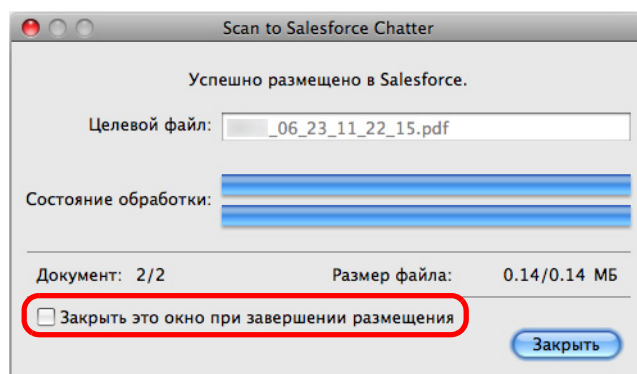 Scan to Salesforce Chatter
Успешно размещено в Salesforce.
Целевой файл: _06_23_11_22_15.pdf
Состояние обработки:
Документ: 2/2 Размер файла: 0.14/0.14 МБ
Закрыть это окно при завершении размещения
Закрыть